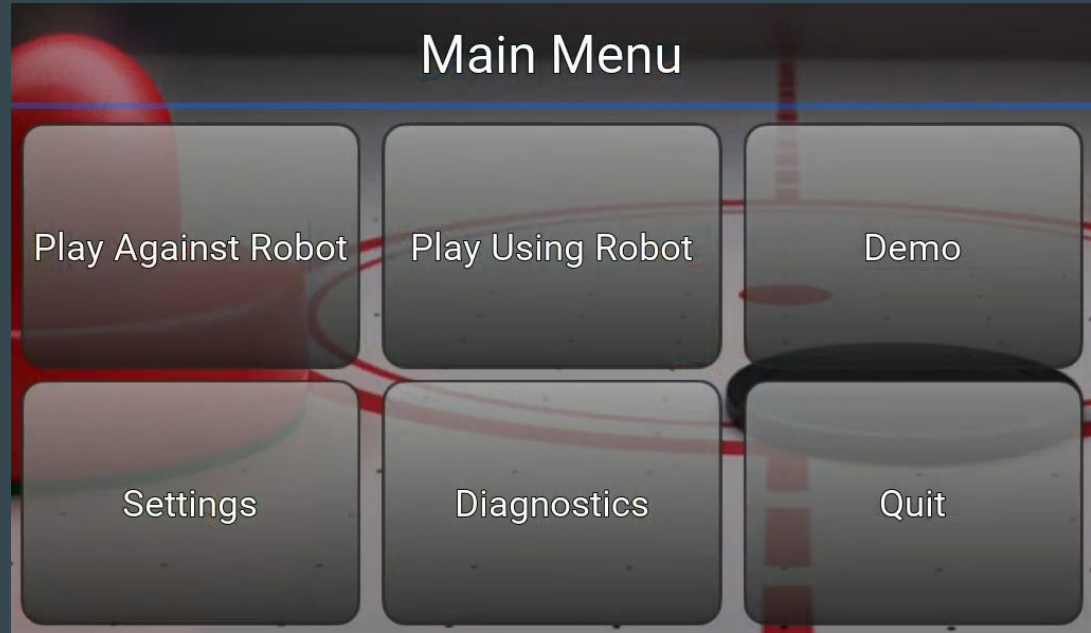 Main Menu
Play Against Robot
Play Using Robot
Demo
Settings
Diagnostics
Quit